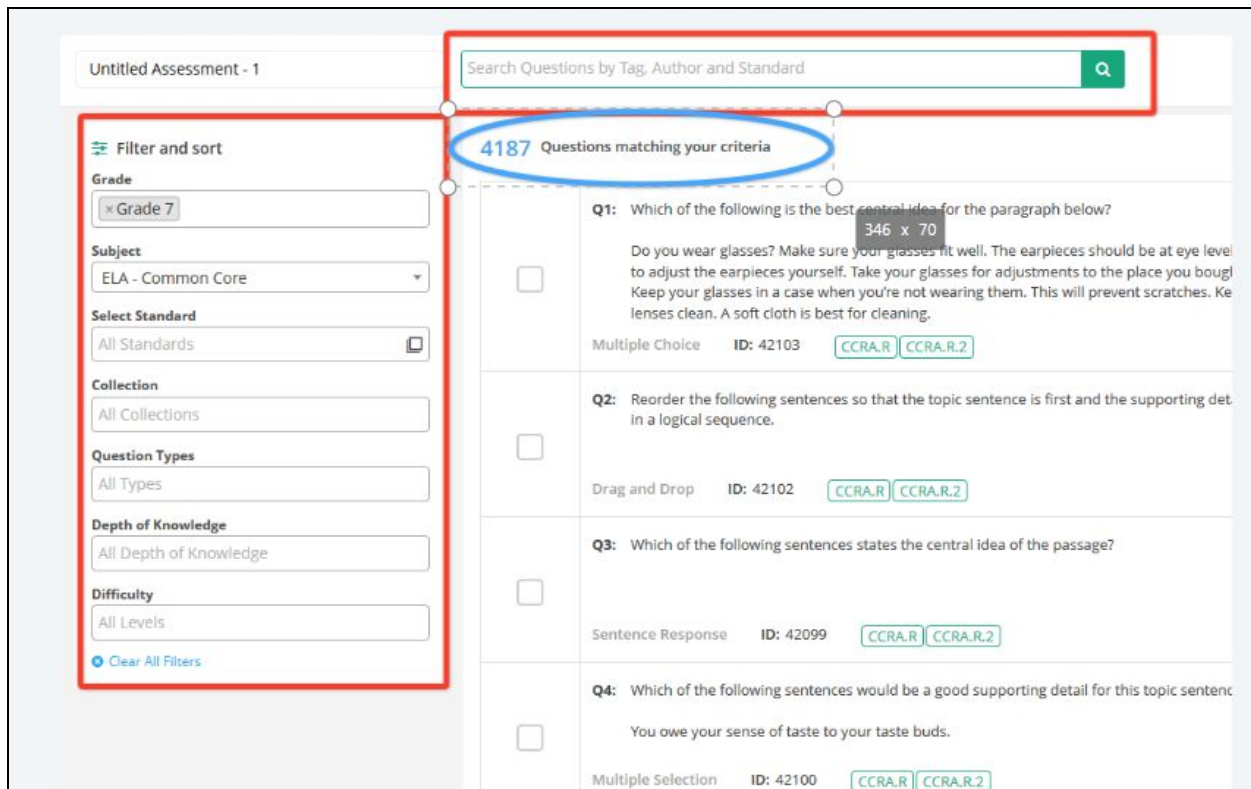 Untitled Assessment - 1
Search Questions by Tag, Author and Standard
Filter and sort
Grade
× Grade 7
Subject
ELA - Common Core
Select Standard
All Standards
Collection
All Collections
Question Types
All Types
Depth of Knowledge
All Depth of Knowledge
Difficulty
All Levels
Clear All Filters
4187 Questions matching your criteria
346 x 70
Q1: Which of the following is the best central idea for the paragraph below?
Do you wear glasses? Make sure your glasses fit well. The earpieces should be at eye leve
to adjust the earpieces yourself. Take your glasses for adjustments to the place you bough
Keep your glasses in a case when you're not wearing them. This will prevent scratches. Ke
lenses clean. A soft cloth is best for cleaning.
Multiple Choice ID: 42103 CCRA.R CCRA.R.2
Q2: Reorder the following sentences so that the topic sentence is first and the supporting det
in a logical sequence.
Drag and Drop ID: 42102 CCRA.R CCRA.R.2
Q3: Which of the following sentences states the central idea of the passage?
Sentence Response ID: 42099 CCRA.R CCRA.R.2
Q4: Which of the following sentences would be a good supporting detail for this topic sentenc
You owe your sense of taste to your taste buds.
Multiple Selection ID: 42100 CCRA.R CCRA.R.2